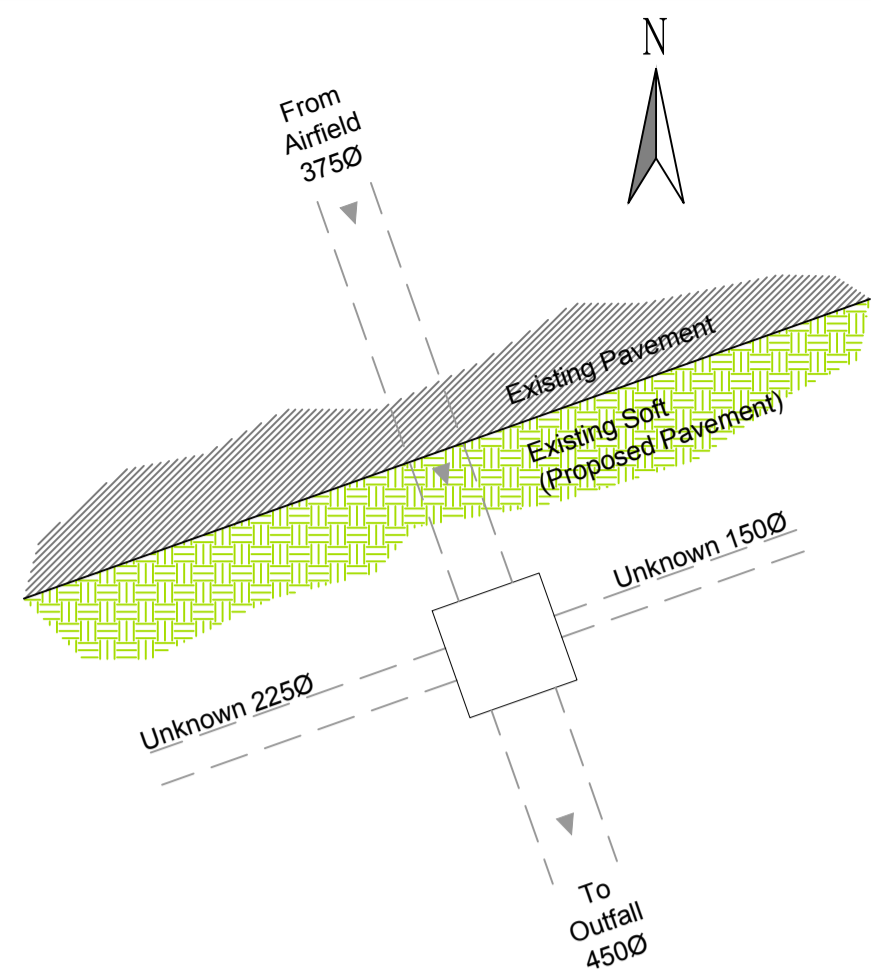 N
From
Airfield
375Ø
Existing Pavement
Existing Soft
(Proposed Pavement)
Unknown 150Ø
Unknown 225Ø
To
Outfall
450Ø